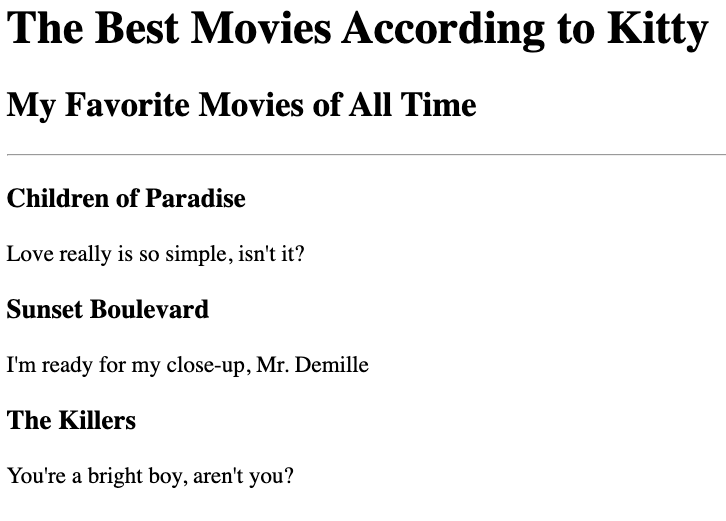 The Best Movies According to Kitty
My Favorite Movies of All Time
Children of Paradise
Love really is so simple, isn't it?
Sunset Boulevard
I'm ready for my close-up, Mr. Demille
The Killers
You're a bright boy, aren't you?